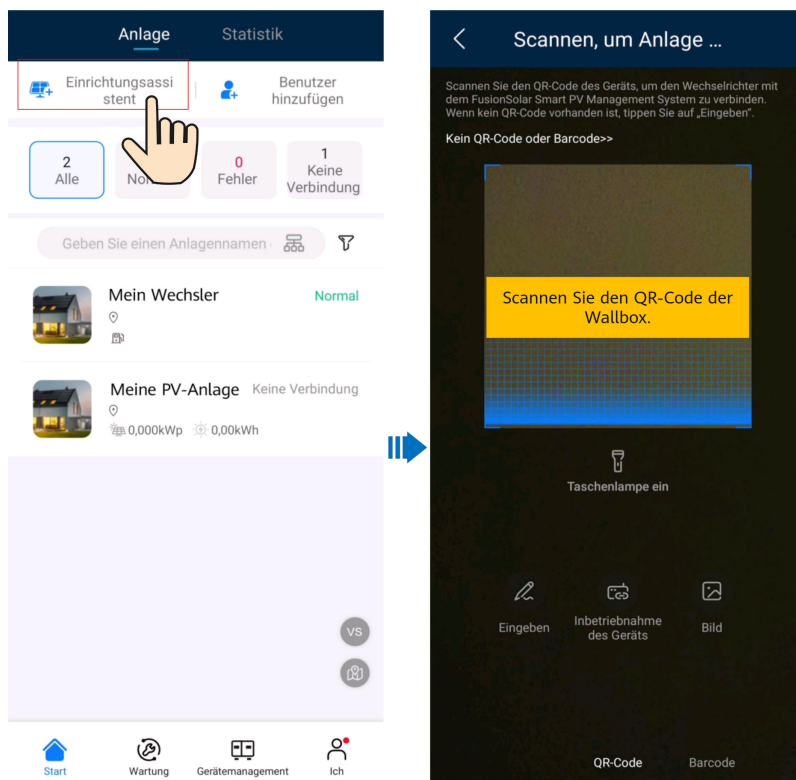 Anlage
Statistik
Einrichtungsassi
stent
Benutzer
hinzufügen
2
Alle
0
Fehler
1
Keine
Verbindung
Geben Sie einen Anlagennamen
Mein Wechsler
Normal
Meine PV-Anlage
Keine Verbindung
0,000kWp
0,00kWh
VS
Start
Wartung
Gerätemanagement
Ich
Scannen, um Anlage ...
Scannen Sie den QR-Code des Geräts, um den Wechselrichter mit
dem FusionSolar Smart PV Management System zu verbinden.
Wenn kein QR-Code vorhanden ist, tippen Sie auf „Eingeben“.
Kein QR-Code oder Barcode>>
Scannen Sie den QR-Code der
Wallbox.
Taschenlampe ein
Eingeben
Inbetriebnahme
des Geräts
Bild
QR-Code
Barcode